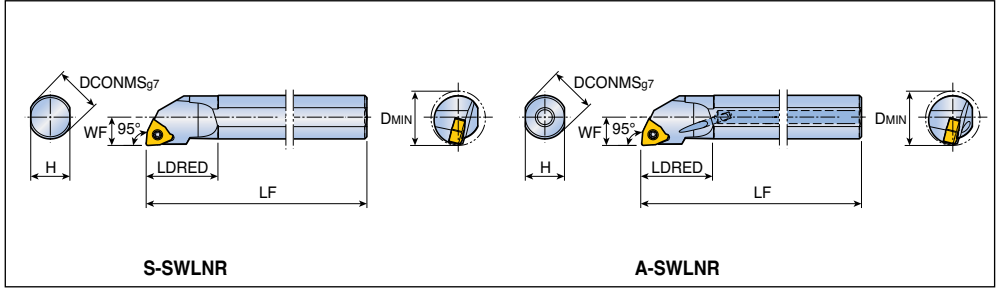 DCONMSg7
WF
95°
H
LDRED
LF
DMIN
S-SWLNR
DCONMSg7
WF
95°
H
LDRED
LF
DMIN
A-SWLNR